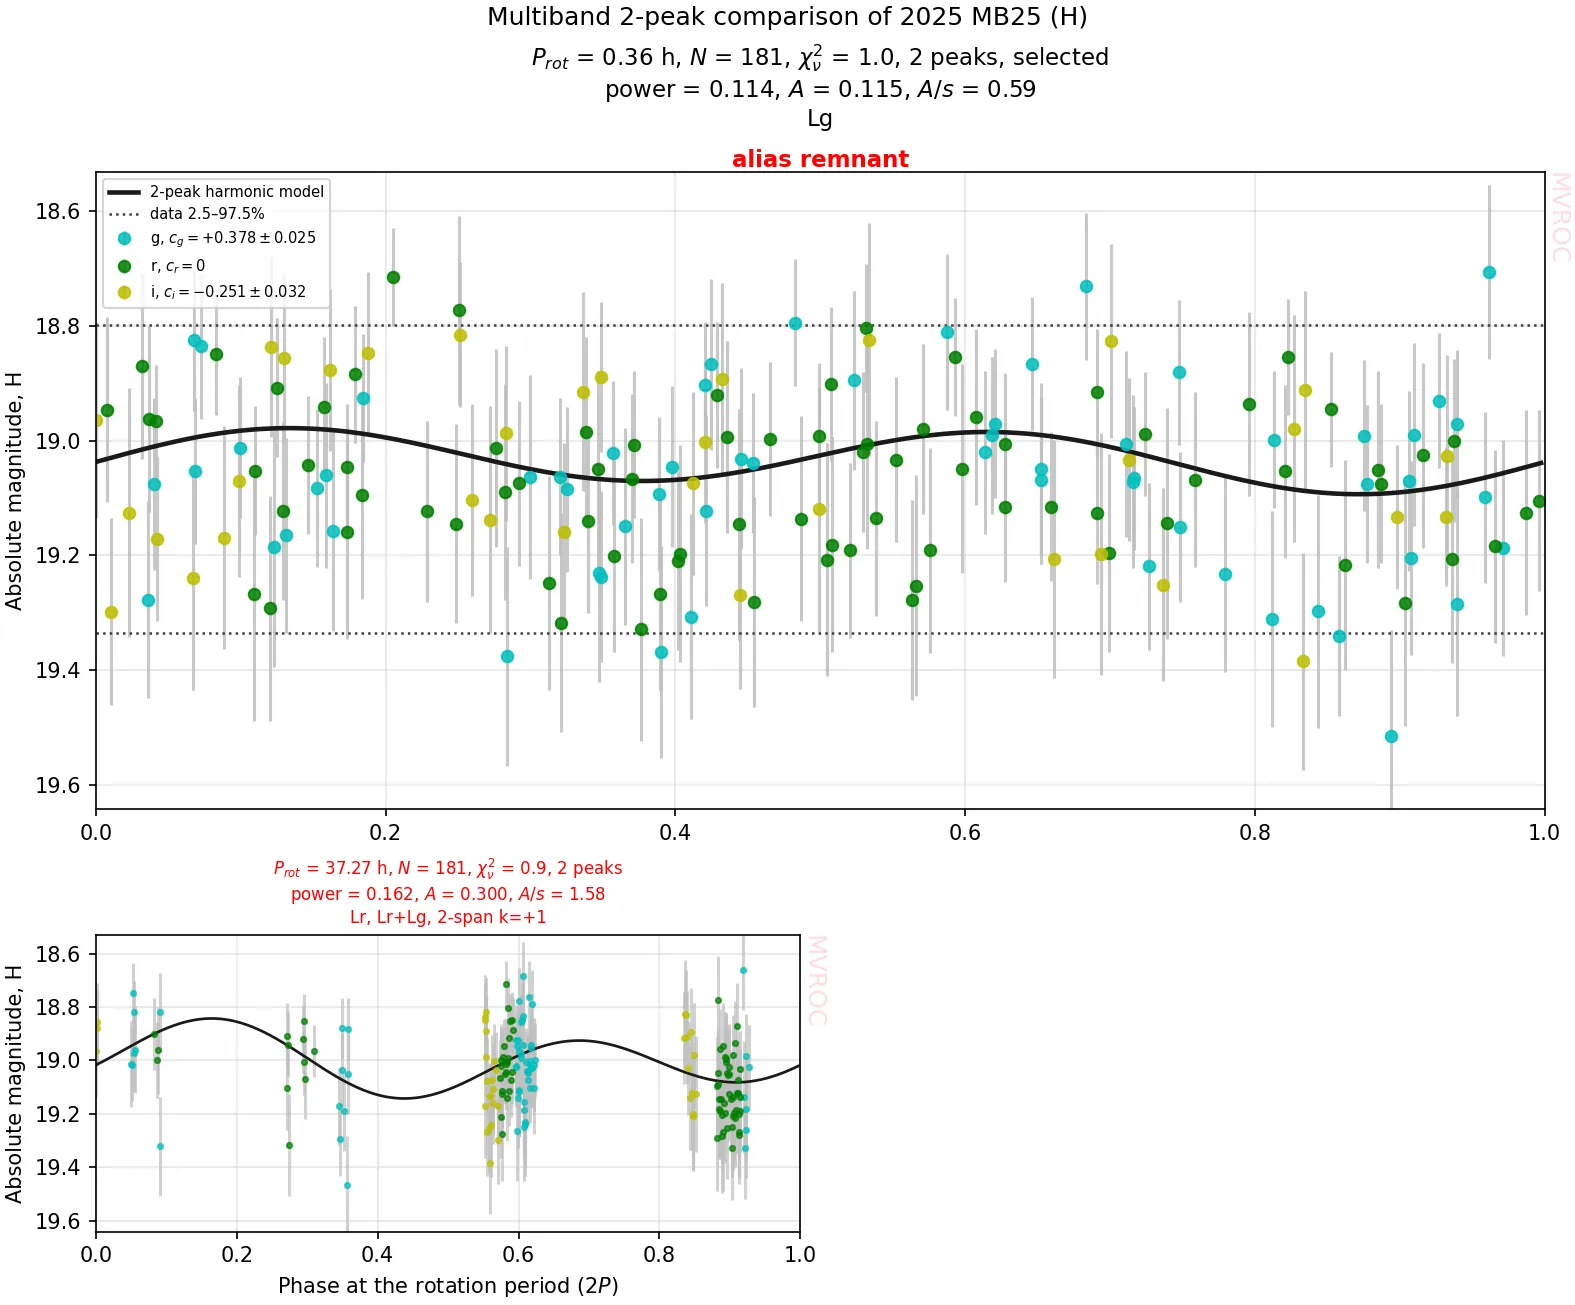 Multiband 2-peak comparison of 2025 MB25 (H)
P_rot = 0.36 h, N = 181, χ²_ν = 1.0, 2 peaks, selected
power = 0.114, A = 0.115, A/s = 0.59
Lg
alias remnant
2-peak harmonic model
data 2.5–97.5%
g, c_g = +0.378 ± 0.025
r, c_r = 0
i, c_i = −0.251 ± 0.032
MVROC
Absolute magnitude, H
18.6
18.8
19.0
19.2
19.4
19.6
0.0 0.2 0.4 0.6 0.8 1.0
P_rot = 37.27 h, N = 181, χ²_ν = 0.9, 2 peaks
power = 0.162, A = 0.300, A/s = 1.58
Lr, Lr+Lg, 2-span k=+1
MVROC
Absolute magnitude, H
18.6
18.8
19.0
19.2
19.4
19.6
0.0 0.2 0.4 0.6 0.8 1.0
Phase at the rotation period (2P)